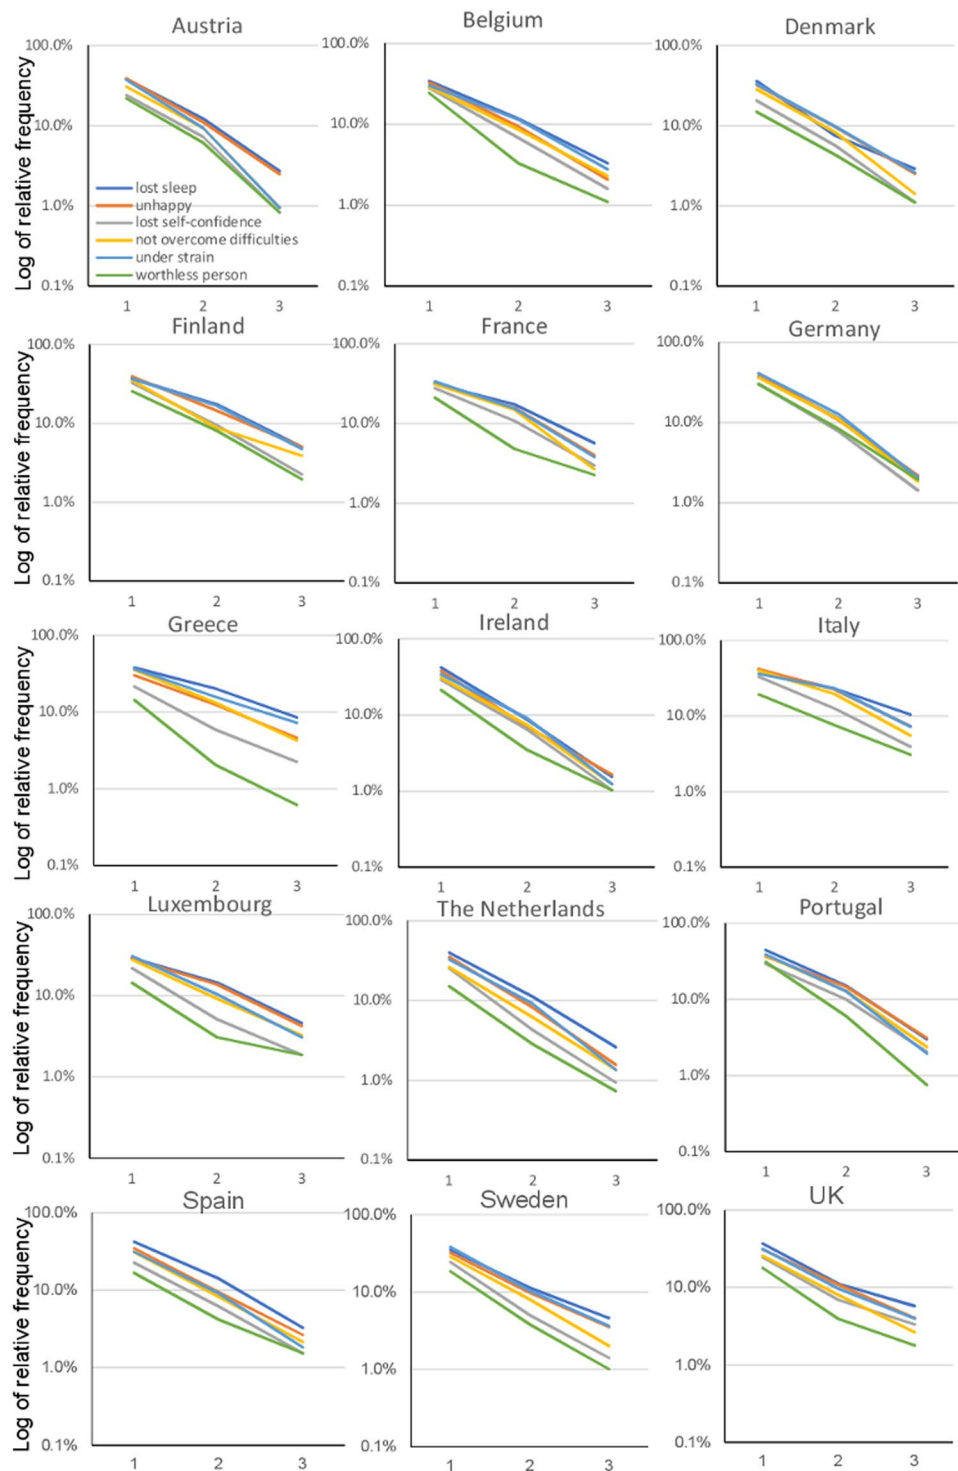 Austria
Belgium
Denmark
Log of relative frequency
100.0%
10.0%
1.0%
0.1%
lost sleep
unhappy
lost self-confidence
not overcome difficulties
under strain
worthless person
1 2 3
100.0%
10.0%
1.0%
0.1%
1 2 3
100.0%
10.0%
1.0%
0.1%
1 2 3
Finland
France
Germany
Log of relative frequency
100.0%
10.0%
1.0%
0.1%
1 2 3
100.0%
10.0%
1.0%
0.1%
1 2 3
100.0%
10.0%
1.0%
0.1%
1 2 3
Greece
Ireland
Italy
Log of relative frequency
100.0%
10.0%
1.0%
0.1%
1 2 3
100.0%
10.0%
1.0%
0.1%
1 2 3
100.0%
10.0%
1.0%
0.1%
1 2 3
Luxembourg
The Netherlands
Portugal
Log of relative frequency
100.0%
10.0%
1.0%
0.1%
1 2 3
100.0%
10.0%
1.0%
0.1%
1 2 3
100.0%
10.0%
1.0%
0.1%
1 2 3
Spain
Sweden
UK
Log of relative frequency
100.0%
10.0%
1.0%
0.1%
1 2 3
100.0%
10.0%
1.0%
0.1%
1 2 3
100.0%
10.0%
1.0%
0.1%
1 2 3